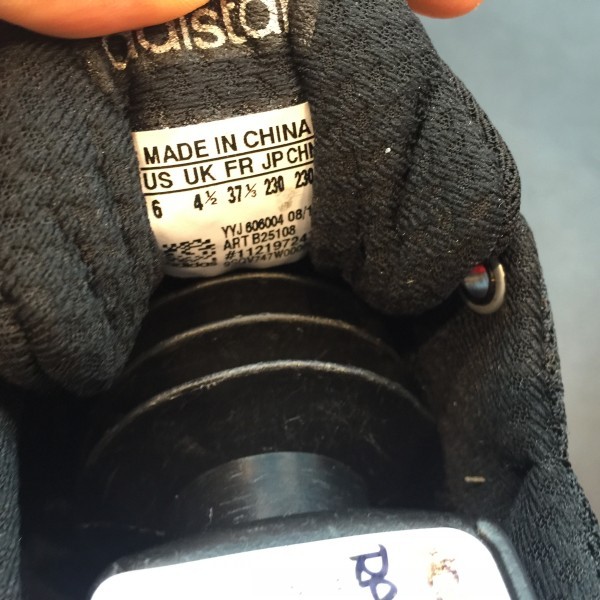 adistar
MADE IN CHINA
US UK FR JP CHN
6 4½ 37⅓ 230 230
YYJ 606004 08/1
ART B25108
#11219724